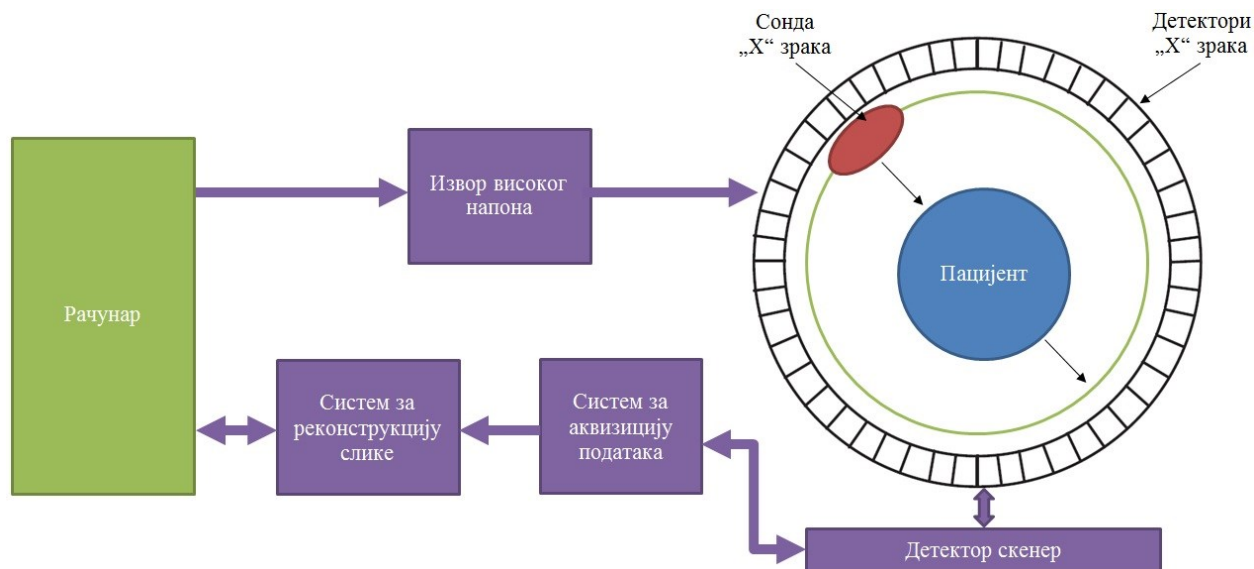 Сонда
„X“ зрака
Детектори
„X“ зрака
Извор високог
напона
Рачунар
Пацијент
Систем за
реконструкцију
слике
Систем за
аквизицију
података
Детектор скенер